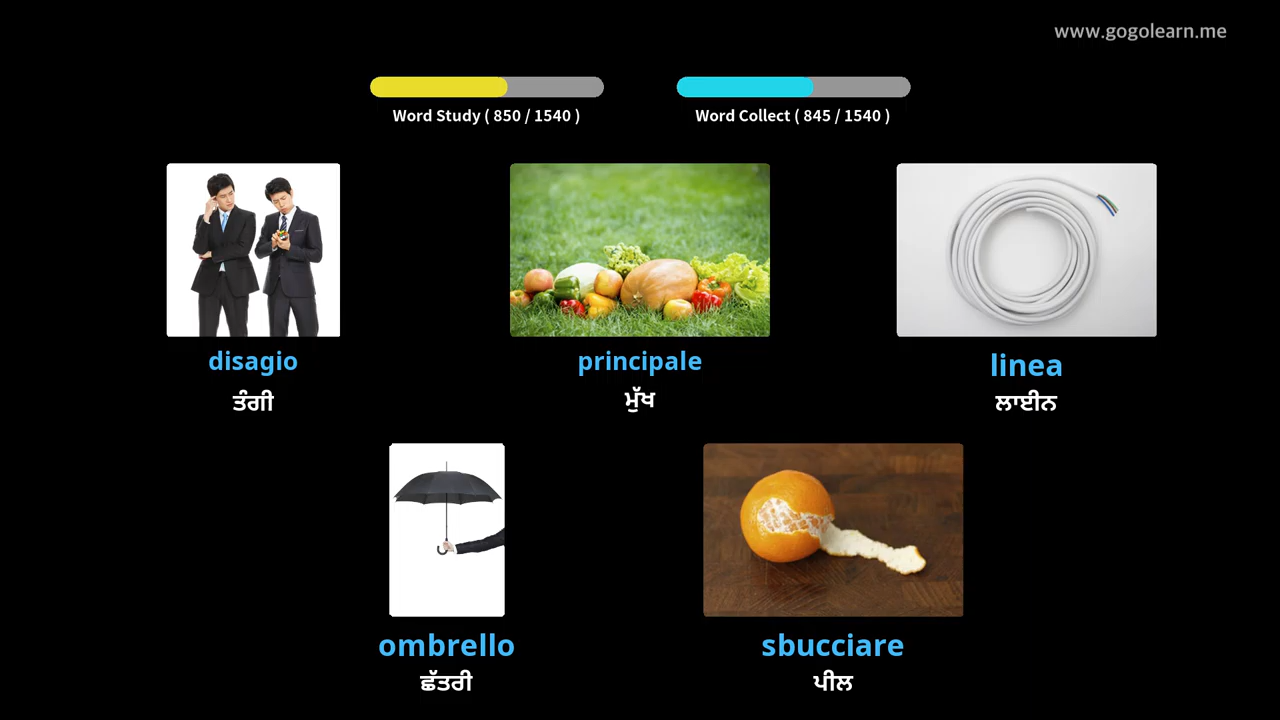 www.gogolearn.me
Word Study ( 850 / 1540 )
Word Collect ( 845 / 1540 )
disagio
ਤੰਗੀ
principale
ਮੁੱਖ
linea
ਲਾਈਨ
ombrello
ਛੱਤਰੀ
sbucciare
ਪੀਲ